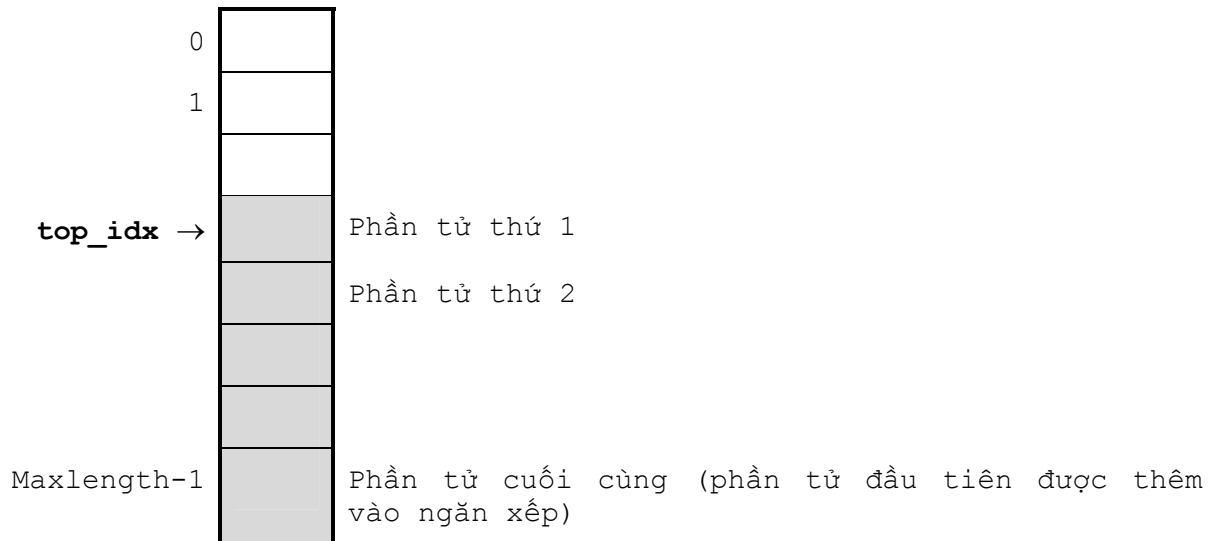 0
1
top_idx → Phần tử thứ 1
Phần tử thứ 2
Maxlength-1 Phần tử cuối cùng (phần tử đầu tiên được thêm
vào ngăn xếp)